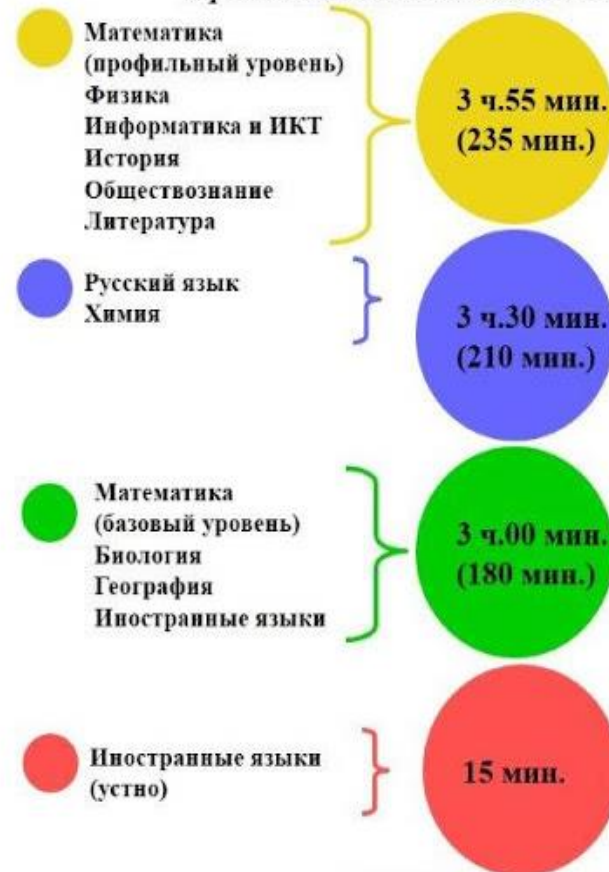 Математика
(профильный уровень)
Физика
Информатика и ИКТ
История
Обществознание
Литература
3 ч.55 мин.
(235 мин.)
Русский язык
Химия
3 ч.30 мин.
(210 мин.)
Математика
(базовый уровень)
Биология
География
Иностранные языки
3 ч.00 мин.
(180 мин.)
Иностранные языки
(устно)
15 мин.